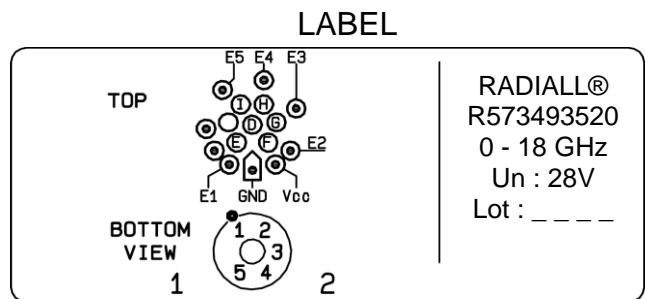 LABEL
E5 E4 E3
TOP
I H
D G
E F
E2
E1 GND Vcc
BOTTOM
VIEW
1 2
3
5 4
1 2
RADIALL®
R573493520
0 - 18 GHz
Un : 28V
Lot : _ _ _ _